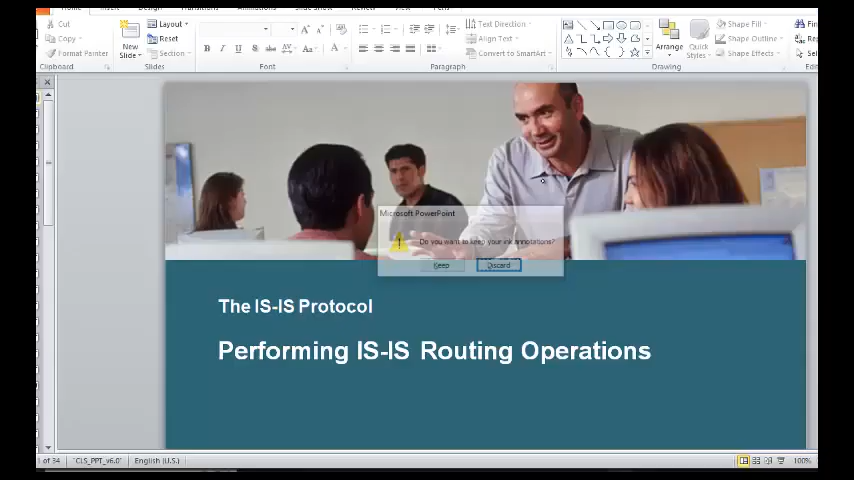 Cut
Copy
Format Painter
Clipboard
New
Slide
Layout
Reset
Section
Slides
B I U S abc AV Aa A
Font
Paragraph
Text Direction
Align Text
Convert to SmartArt
Arrange
Quick
Styles
Shape Fill
Shape Outline
Shape Effects
Drawing
Microsoft PowerPoint
Do you want to keep your ink annotations?
Keep
Discard
The IS-IS Protocol
Performing IS-IS Routing Operations
of 34
"CLS_PPT_v6.0"
English (U.S.)
100%